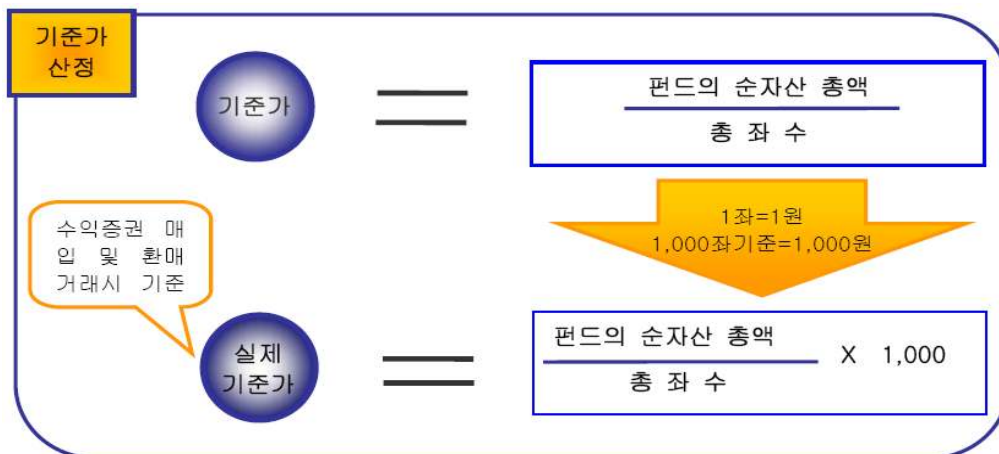 기준가
산정
기준가
펀드의 순자산 총액
총 좌 수
1좌=1원
1,000좌기준=1,000원
수익증권 매
입 및 환매
거래시 기준
실제
기준가
펀드의 순자산 총액
총 좌 수
X 1,000